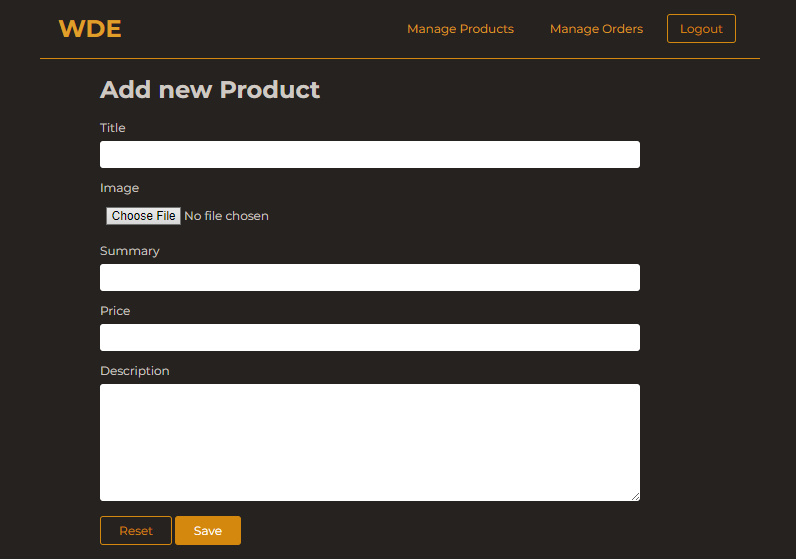 WDE Manage Products Manage Orders Logout
Add new Product
Title
Image
Choose File No file chosen
Summary
Price
Description
Reset Save